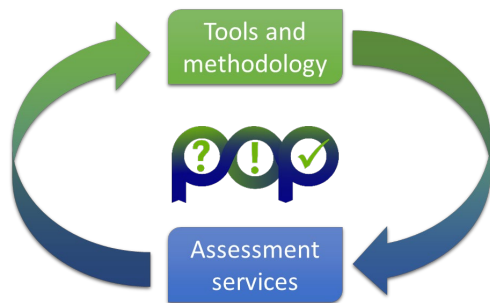 Tools and
methodology
pop
? ! ✓
Assessment
services